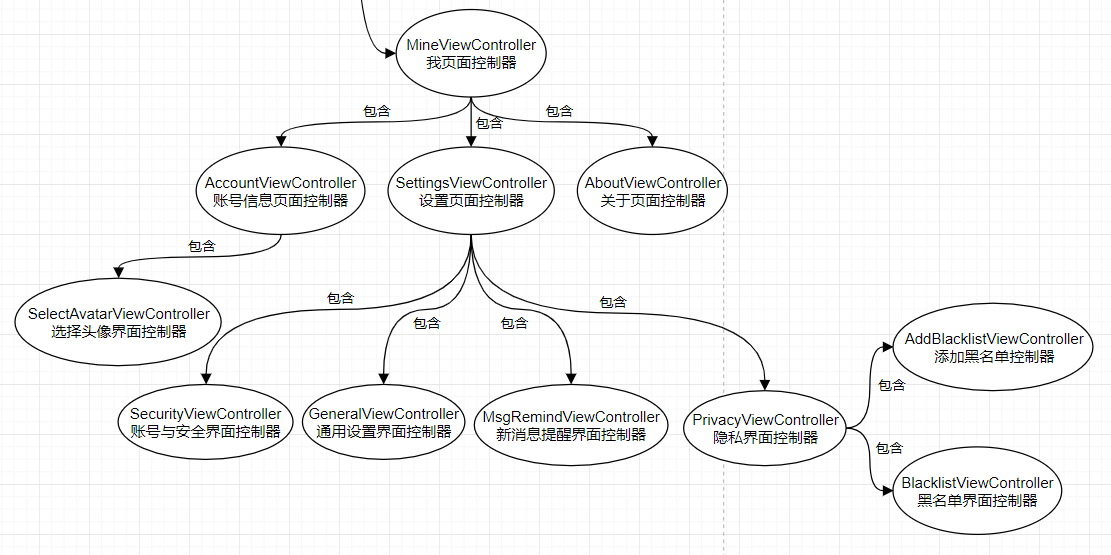 MineViewController
我页面控制器
包含
包含
包含
AccountViewController
账号信息页面控制器
SettingsViewController
设置页面控制器
AboutViewController
关于页面控制器
包含
SelectAvatarViewController
选择头像界面控制器
包含
包含
包含
包含
SecurityViewController
账号与安全界面控制器
GeneralViewController
通用设置界面控制器
MsgRemindViewController
新消息提醒界面控制器
PrivacyViewController
隐私界面控制器
包含
AddBlacklistViewController
添加黑名单控制器
包含
BlacklistViewController
黑名单界面控制器